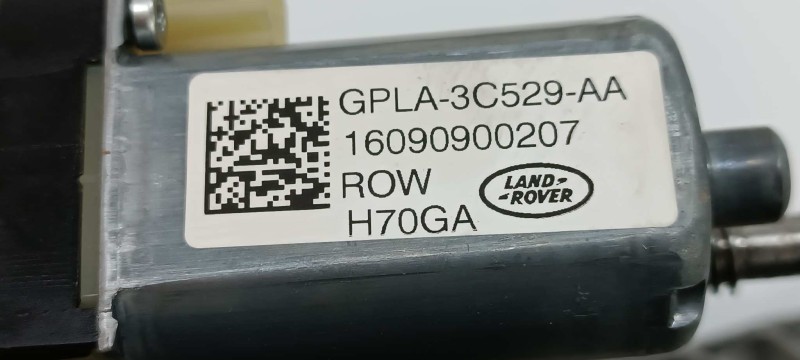 GPLA-3C529-AA
16090900207
ROW
LAND-
-ROVER
H70GA